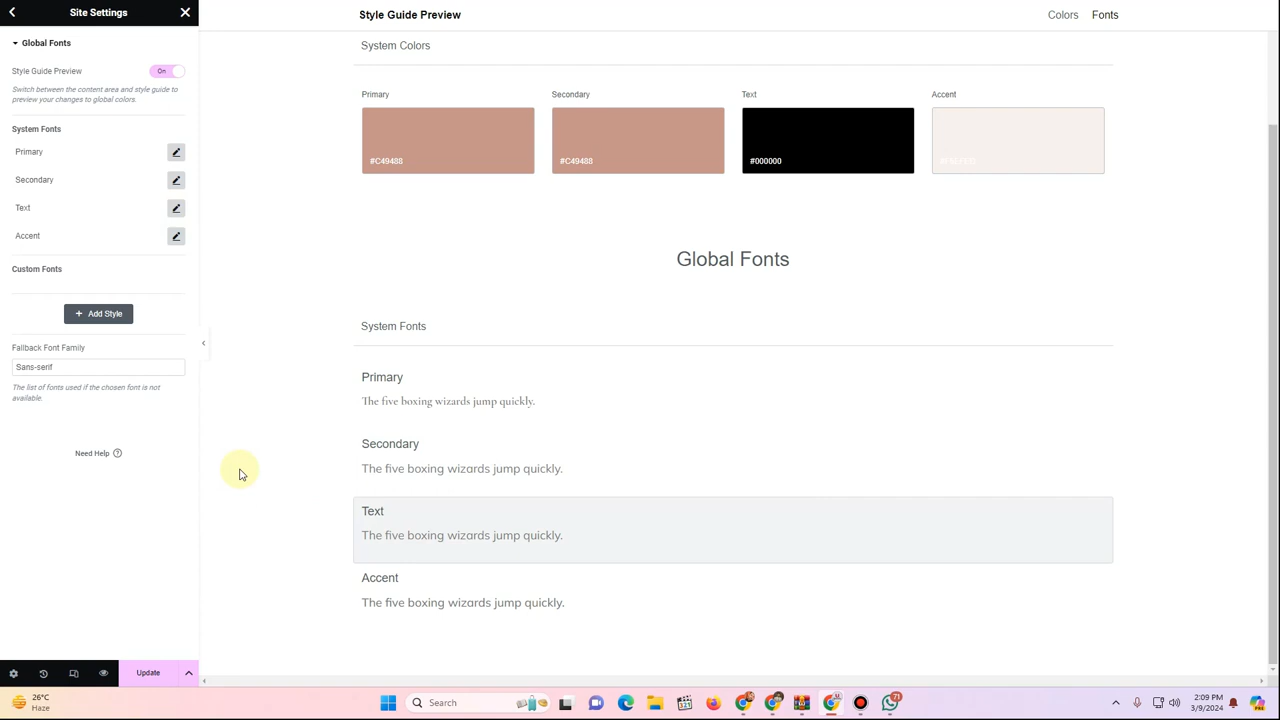 Site Settings
Global Fonts
Style Guide Preview
On
Switch between the content area and style guide to
preview your changes to global colors.
System Fonts
Primary
Secondary
Text
Accent
Custom Fonts
+ Add Style
Fallback Font Family
Sans-serif
The list of fonts used if the chosen font is not
available.
Need Help
Update
Style Guide Preview
Colors
Fonts
System Colors
Primary
Secondary
Text
Accent
#C49488
#C49488
#000000
Global Fonts
System Fonts
Primary
The five boxing wizards jump quickly.
Secondary
The five boxing wizards jump quickly.
Text
The five boxing wizards jump quickly.
Accent
The five boxing wizards jump quickly.
26°C
Haze
Search
71
2:09 PM
3/9/2024